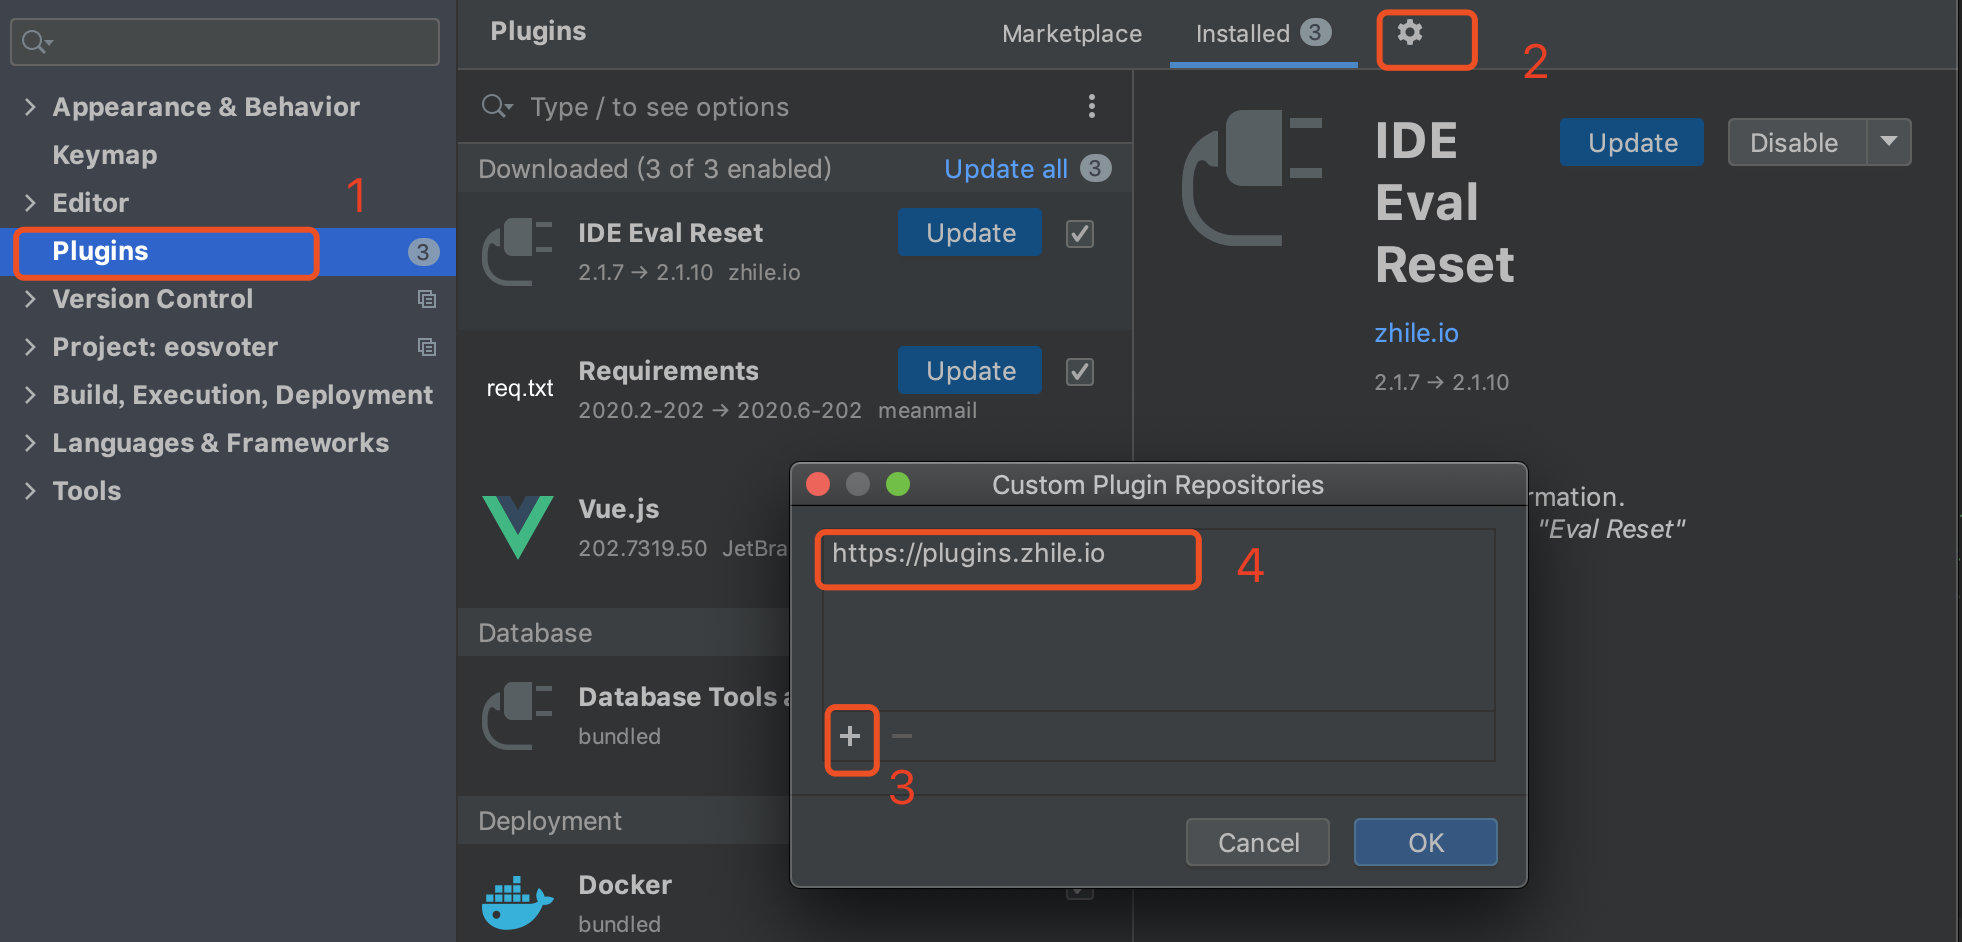 Appearance & Behavior
Keymap
Editor
1
Plugins
3
Version Control
Project: eosvoter
Build, Execution, Deployment
Languages & Frameworks
Tools
Plugins
Marketplace
Installed 3
2
Type / to see options
Downloaded (3 of 3 enabled)
Update all 3
IDE Eval Reset
Update
2.1.7 → 2.1.10 zhile.io
req.txt
Requirements
Update
2020.2-202 → 2020.6-202 meanmail
Vue.js
202.7319.50 JetBra
Database
Database Tools a
bundled
Deployment
Docker
bundled
IDE
Eval
Reset
Update
Disable
zhile.io
2.1.7 → 2.1.10
rmation.
"Eval Reset"
Custom Plugin Repositories
https://plugins.zhile.io
4
3
Cancel
OK